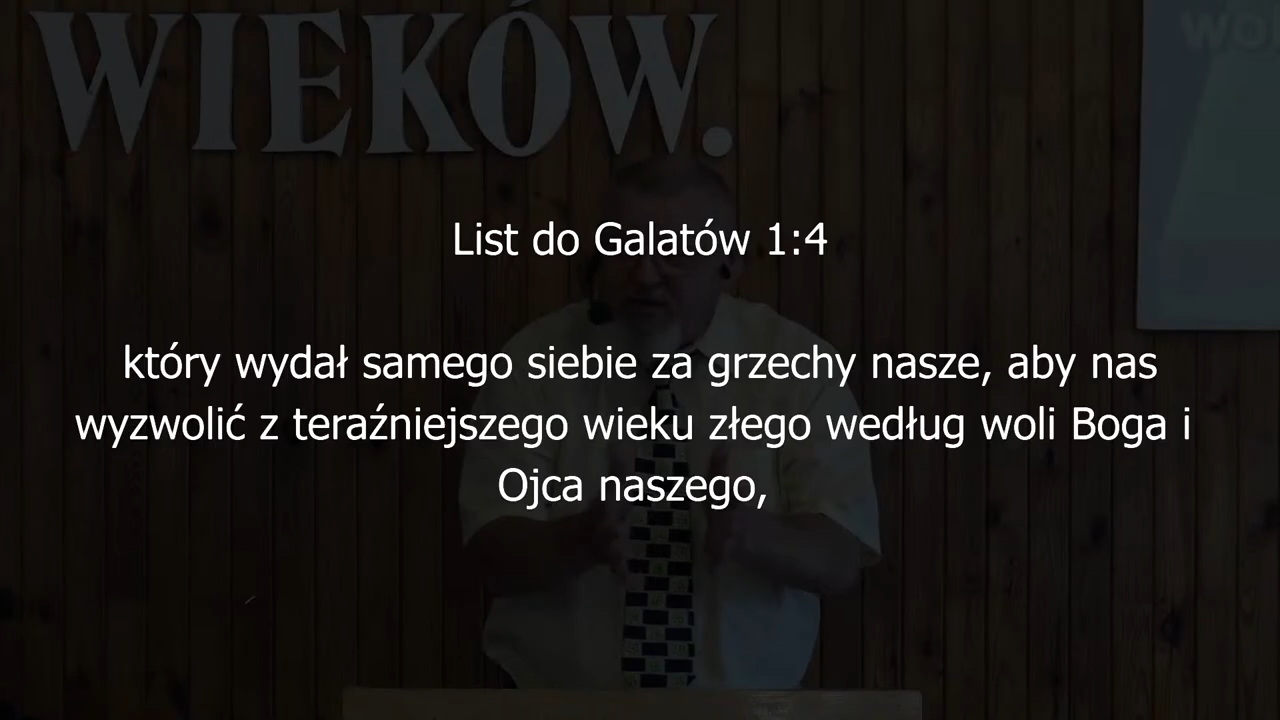 WIEKÓW.
WO
List do Galatów 1:4
który wydał samego siebie za grzechy nasze, aby nas
wyzwolić z teraźniejszego wieku złego według woli Boga i
Ojca naszego,